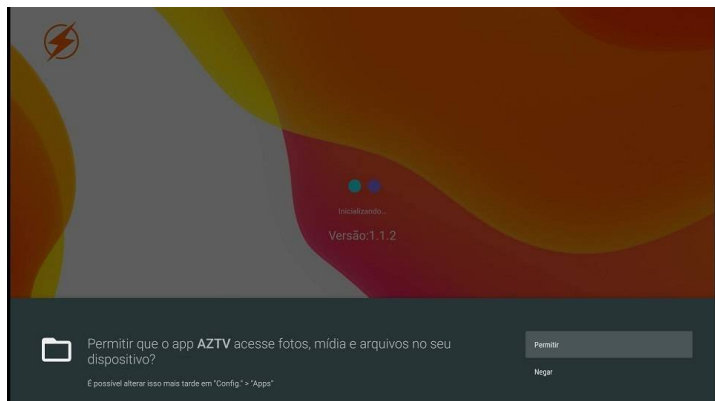 Inicializando...
Versão:1.1.2
Permitir que o app AZTV acesse fotos, mídia e arquivos no seu
dispositivo?
É possível alterar isso mais tarde em "Config." > "Apps"
Permitir
Negar